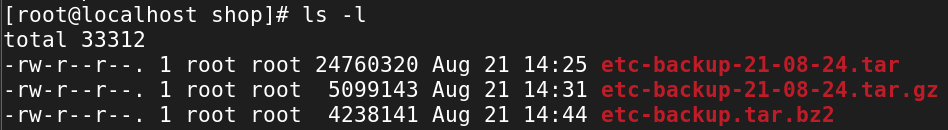 [root@localhost shop]# ls -l
total 33312
-rw-r--r--. 1 root root 24760320 Aug 21 14:25 etc-backup-21-08-24.tar
-rw-r--r--. 1 root root  5099143 Aug 21 14:31 etc-backup-21-08-24.tar.gz
-rw-r--r--. 1 root root  4238141 Aug 21 14:44 etc-backup.tar.bz2